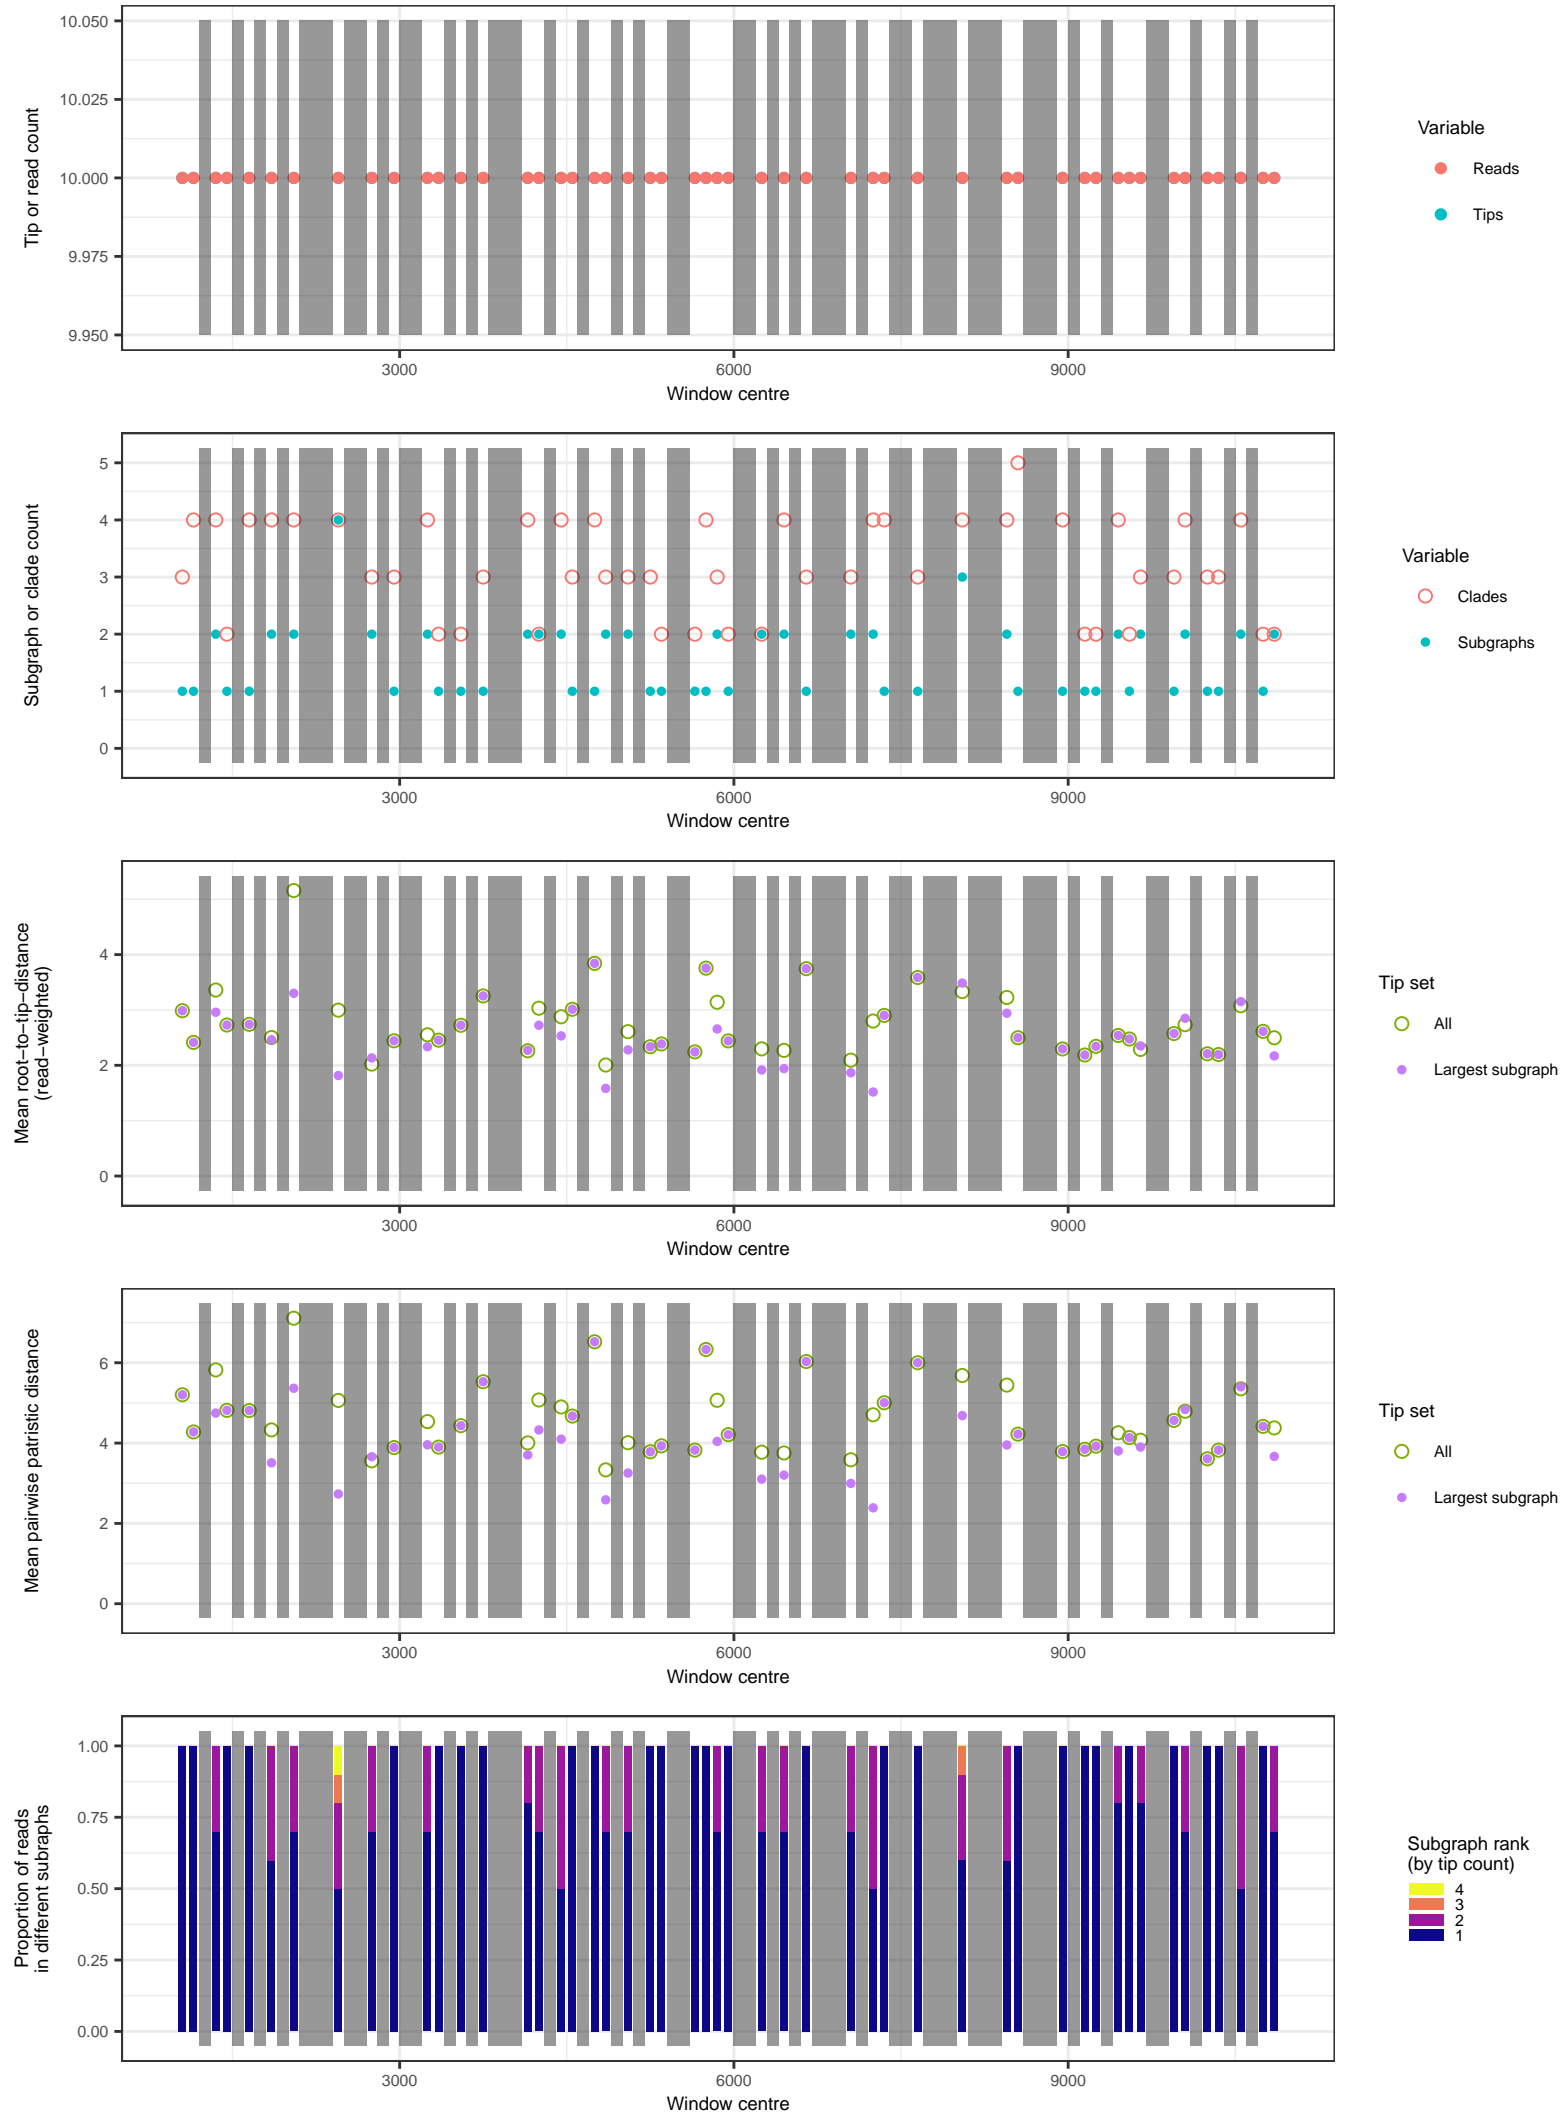 10.050
10.025
10.000
9.975
9.950
Tip or read count
3000
6000
9000
Window centre
Variable
Reads
Tips
5
4
3
2
1
0
Subgraph or clade count
3000
6000
9000
Window centre
Variable
Clades
Subgraphs
4
2
0
Mean root−to−tip−distance
(read−weighted)
3000
6000
9000
Window centre
Tip set
All
Largest subgraph
6
4
2
0
Mean pairwise patristic distance
3000
6000
9000
Window centre
Tip set
All
Largest subgraph
1.00
0.75
0.50
0.25
0.00
Proportion of reads
in different subraphs
3000
6000
9000
Window centre
Subgraph rank
(by tip count)
4
3
2
1